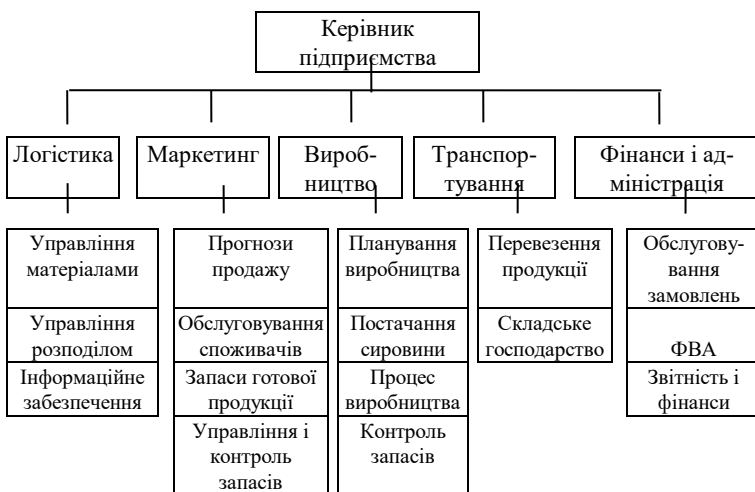 Керівник
підприємства
Логістика
Маркетинг
Вироб-
ництво
Транспор-
тування
Фінанси і ад-
міністрація
Управління
матеріалами
Управління
розподілом
Інформаційне
забезпечення
Прогнози
продажу
Обслуговування
споживачів
Запаси готової
продукції
Управління і
контроль
запасів
Планування
виробництва
Постачання
сировини
Процес
виробництва
Контроль
запасів
Перевезення
продукції
Складське
господарство
Обслугову-
вання
замовлень
ФВА
Звітність і
фінанси